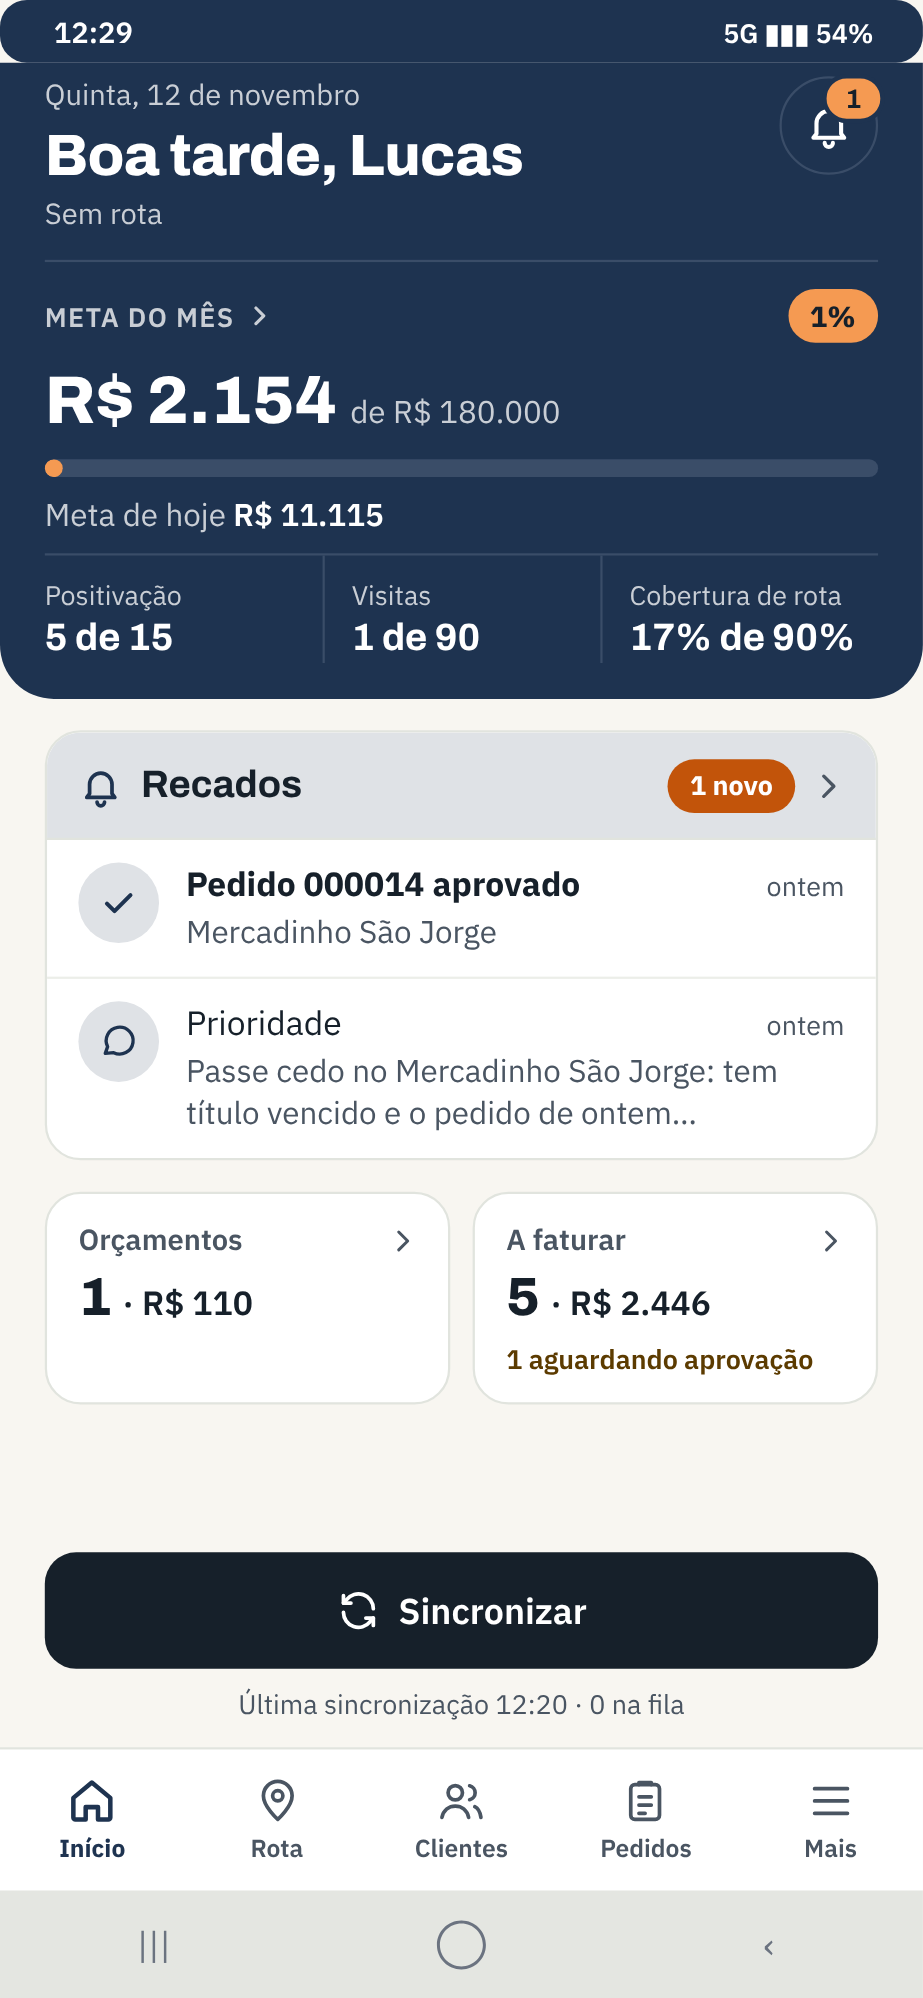 12:29
5G 54%
Quinta, 12 de novembro
1
Boa tarde, Lucas
Sem rota
META DO MÊS
1%
R$ 2.154 de R$ 180.000
Meta de hoje R$ 11.115
Positivação
5 de 15
Visitas
1 de 90
Cobertura de rota
17% de 90%
Recados
1 novo
Pedido 000014 aprovado
ontem
Mercadinho São Jorge
Prioridade
ontem
Passe cedo no Mercadinho São Jorge: tem
título vencido e o pedido de ontem...
Orçamentos
1 · R$ 110
A faturar
5 · R$ 2.446
1 aguardando aprovação
Sincronizar
Última sincronização 12:20 · 0 na fila
Início
Rota
Clientes
Pedidos
Mais